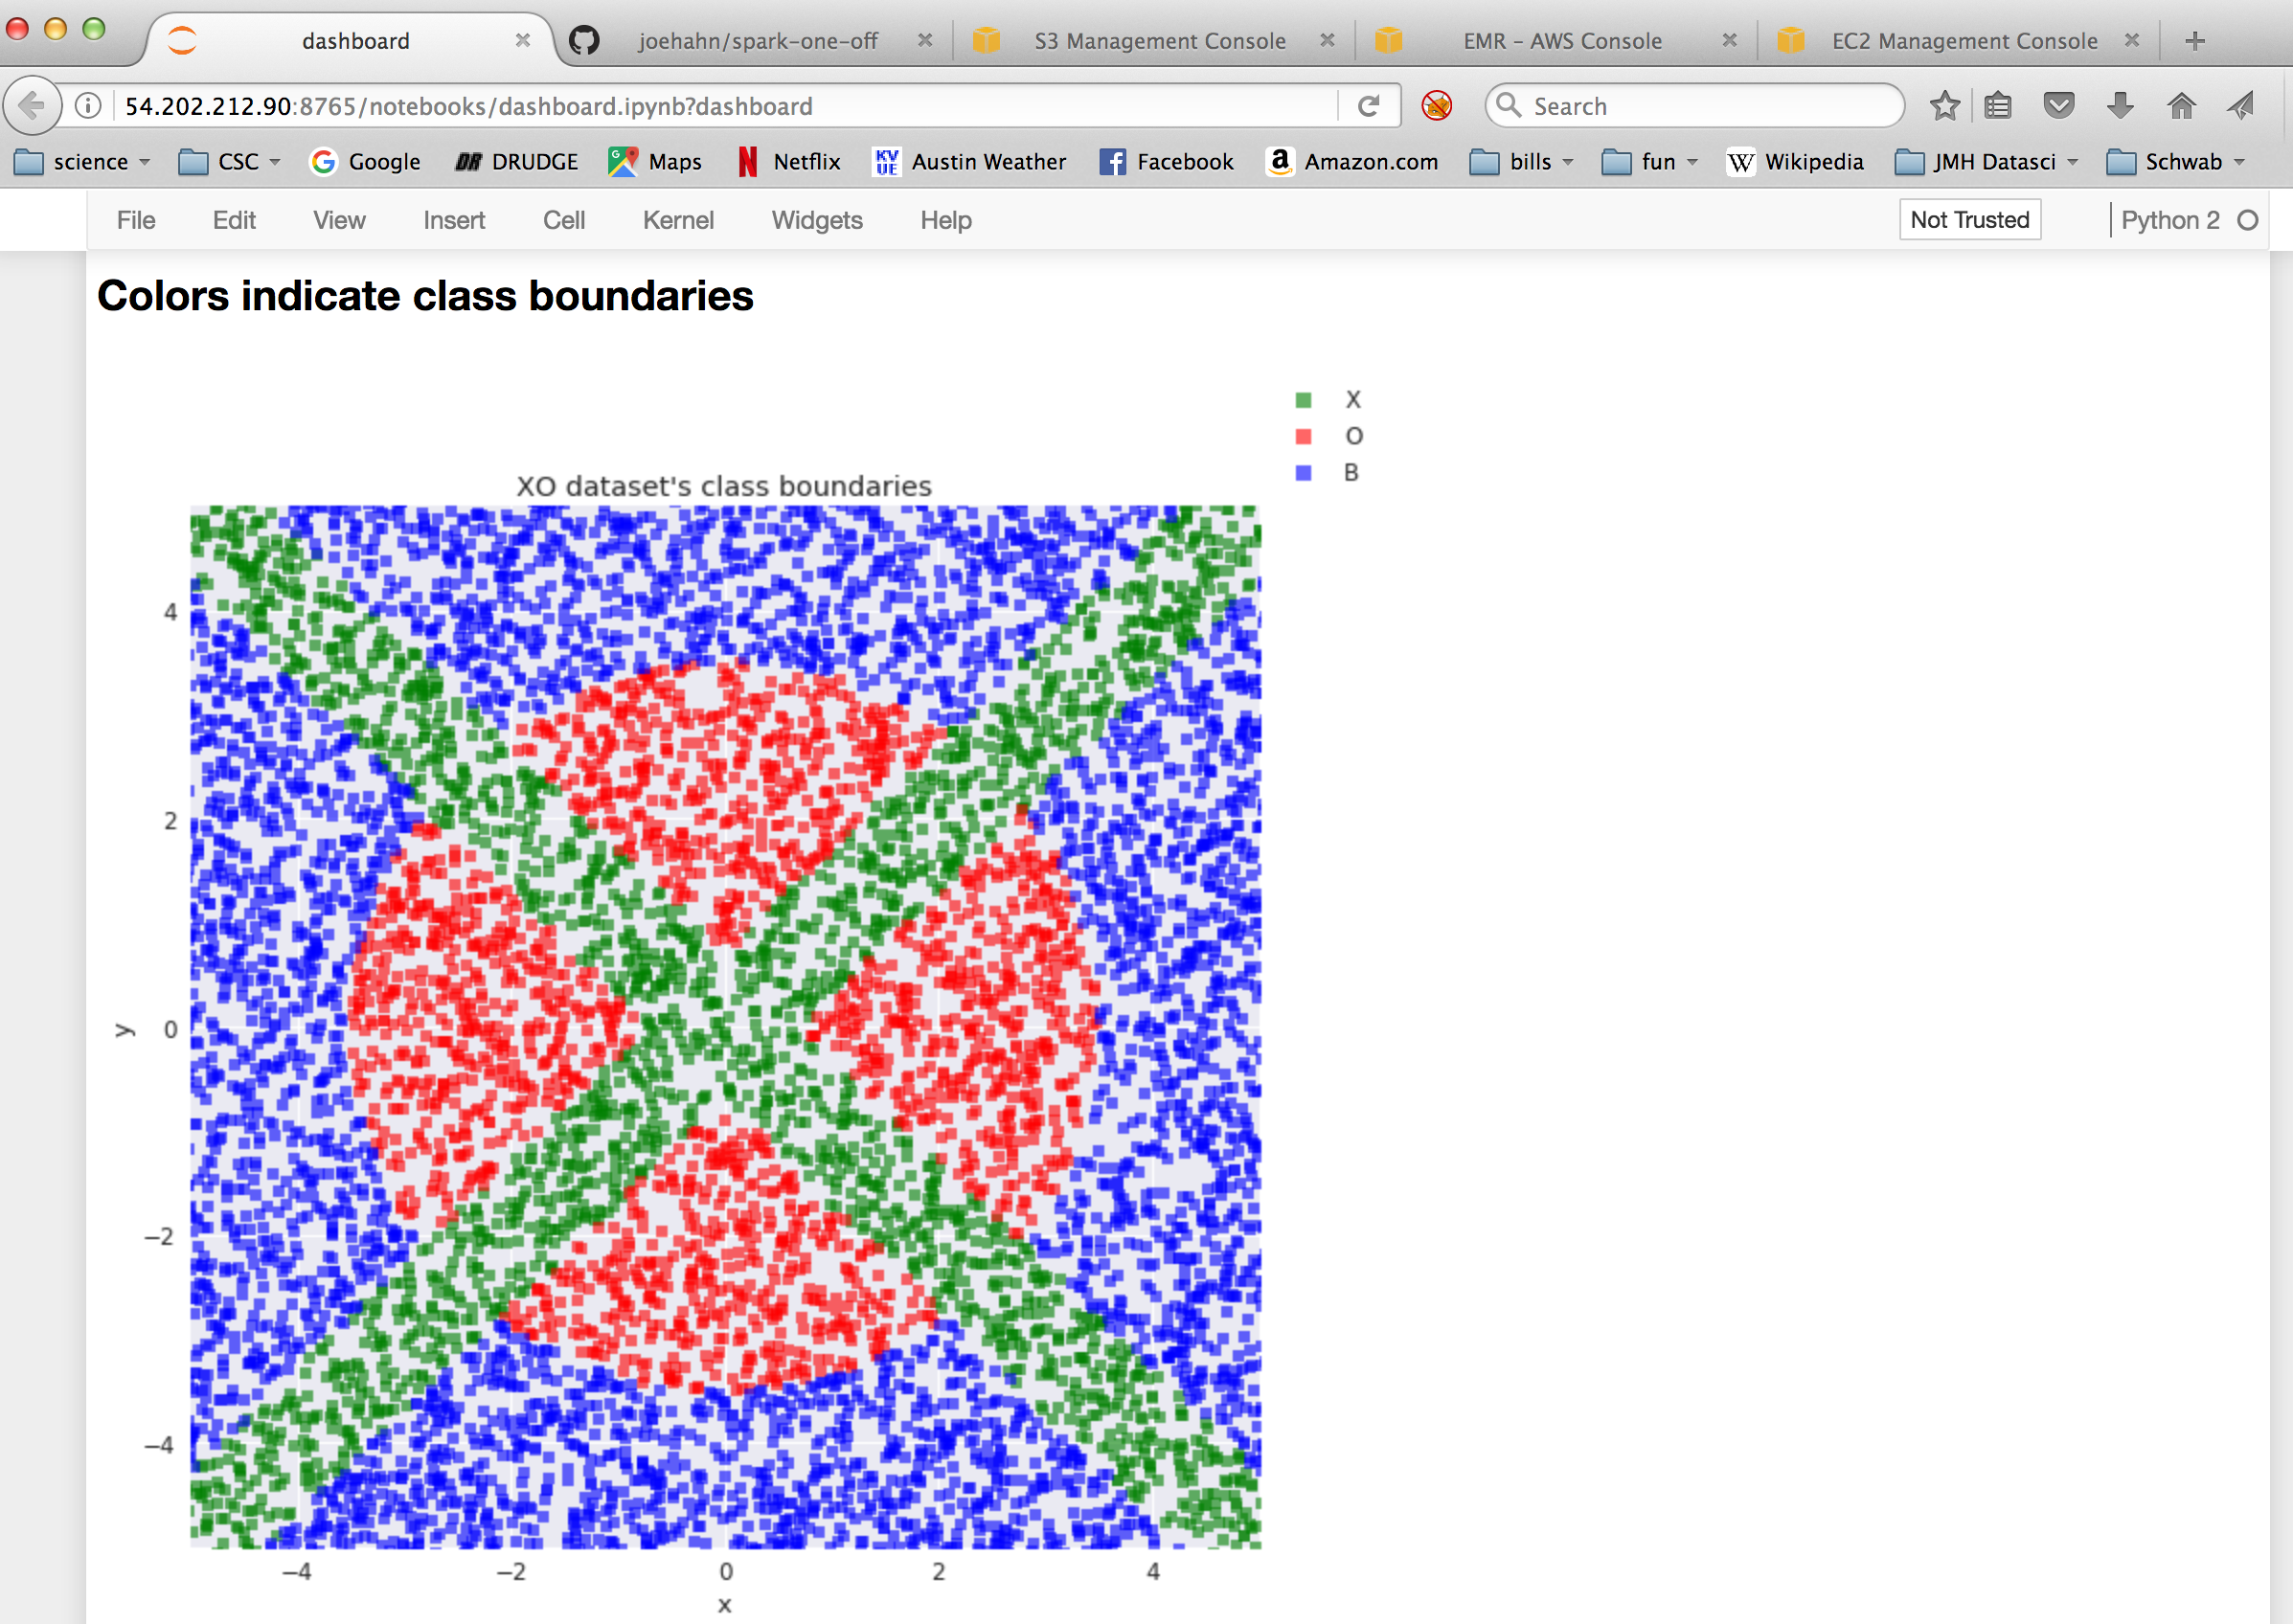 dashboard
joehahn/spark-one-off
S3 Management Console
EMR – AWS Console
EC2 Management Console
54.202.212.90:8765/notebooks/dashboard.ipynb?dashboard
Search
science
CSC
Google
DR DRUDGE
Maps
Netflix
KV UE Austin Weather
Facebook
Amazon.com
bills
fun
W Wikipedia
JMH Datasci
Schwab
File Edit View Insert Cell Kernel Widgets Help
Not Trusted
Python 2
Colors indicate class boundaries
X
O
B
XO dataset's class boundaries
4
2
y 0
−2
−4
−4 −2 0 2 4
x